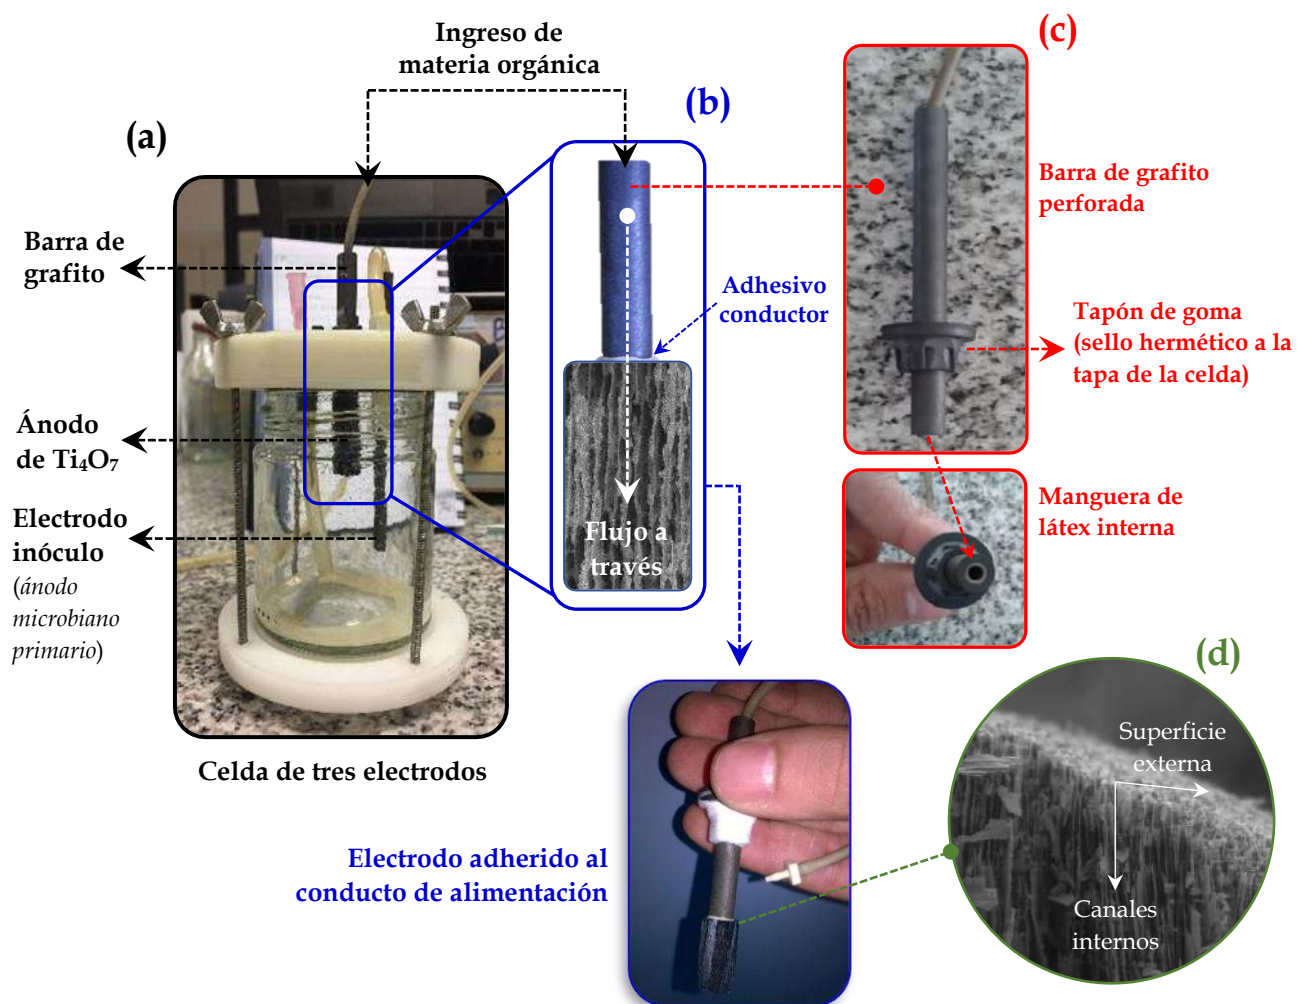 Ingreso de
materia orgánica
(a)
Barra de
grafito
Ánodo
de Ti₄O₇
Electrodo
inóculo
(ánodo
microbiano
primario)
Celda de tres electrodos
(b)
Adhesivo
conductor
Flujo a
través
Electrodo adherido al
conducto de alimentación
(c)
Barra de grafito
perforada
Tapón de goma
(sello hermético a la
tapa de la celda)
Manguera de
látex interna
(d)
Superficie
externa
Canales
internos